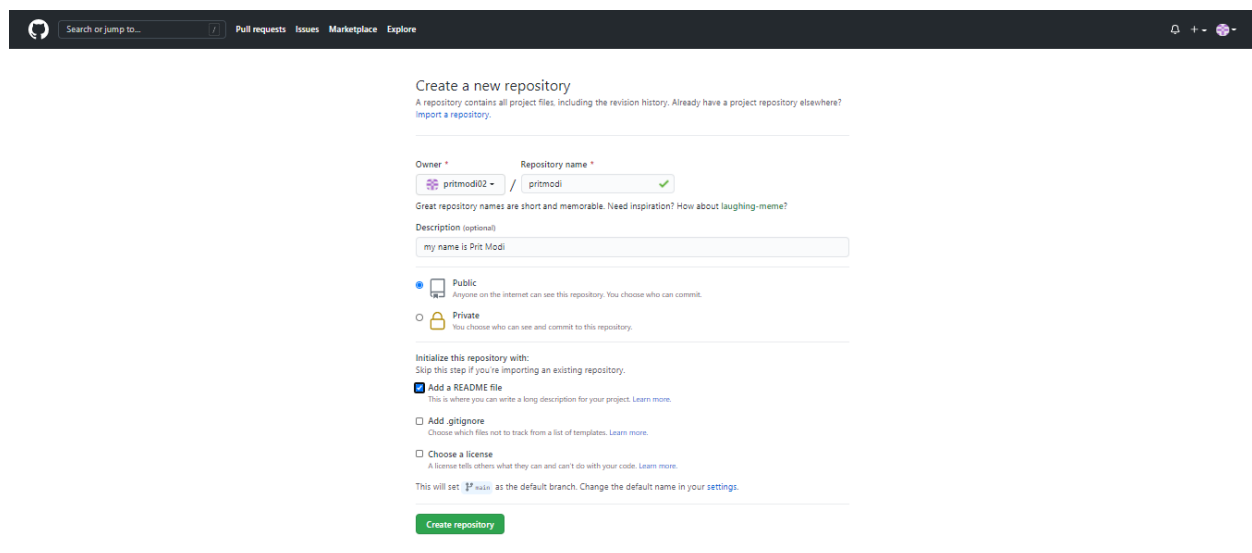 Search or jump to... /
Pull requests Issues Marketplace Explore
Create a new repository
A repository contains all project files, including the revision history. Already have a project repository elsewhere?
Import a repository.
Owner * Repository name *
pritmodi02 / pritmodi
Great repository names are short and memorable. Need inspiration? How about laughing-meme?
Description (optional)
my name is Prit Modi
Public
Anyone on the internet can see this repository. You choose who can commit.
Private
You choose who can see and commit to this repository.
Initialize this repository with:
Skip this step if you're importing an existing repository.
Add a README file
This is where you can write a long description for your project. Learn more.
Add .gitignore
Choose which files not to track from a list of templates. Learn more.
Choose a license
A license tells others what they can and can't do with your code. Learn more.
This will set main as the default branch. Change the default name in your settings.
Create repository